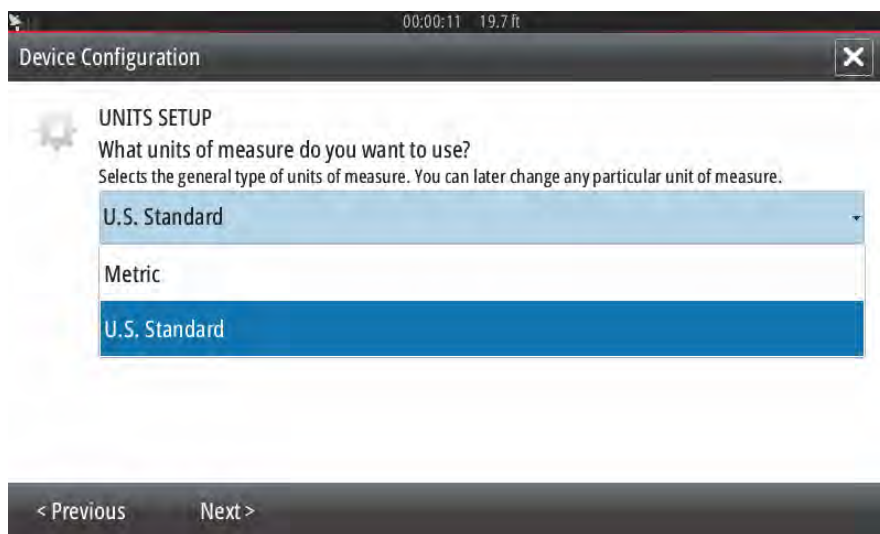 00:00:11 19.7 ft
Device Configuration
UNITS SETUP
What units of measure do you want to use?
Selects the general type of units of measure. You can later change any particular unit of measure.
U.S. Standard
Metric
U.S. Standard
< Previous Next >